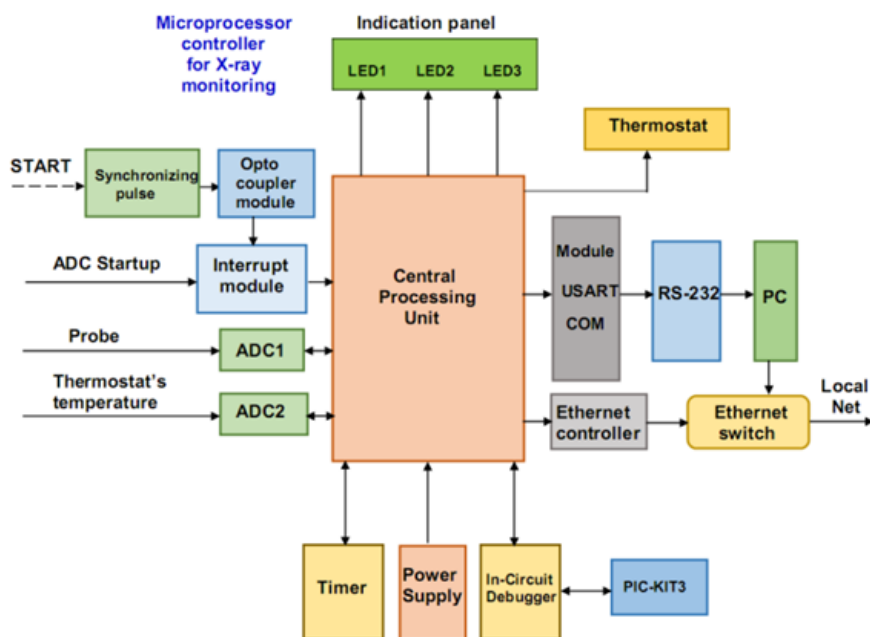 Microprocessor
controller
for X-ray
monitoring
Indication panel
LED1 LED2 LED3
Thermostat
START
Synchronizing
pulse
Opto
coupler
module
ADC Startup
Interrupt
module
Central
Processing
Unit
Module
USART
COM
RS-232
PC
Probe
ADC1
Thermostat's
temperature
ADC2
Ethernet
controller
Ethernet
switch
Local
Net
Timer
Power
Supply
In-Circuit
Debugger
PIC-KIT3